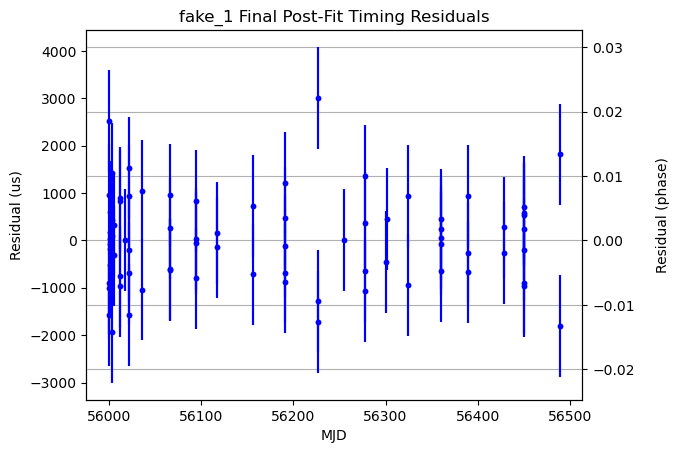 fake_1 Final Post-Fit Timing Residuals
4000
3000
2000
1000
0
−1000
−2000
−3000
Residual (us)
0.03
0.02
0.01
0.00
−0.01
−0.02
Residual (phase)
56000 56100 56200 56300 56400 56500
MJD